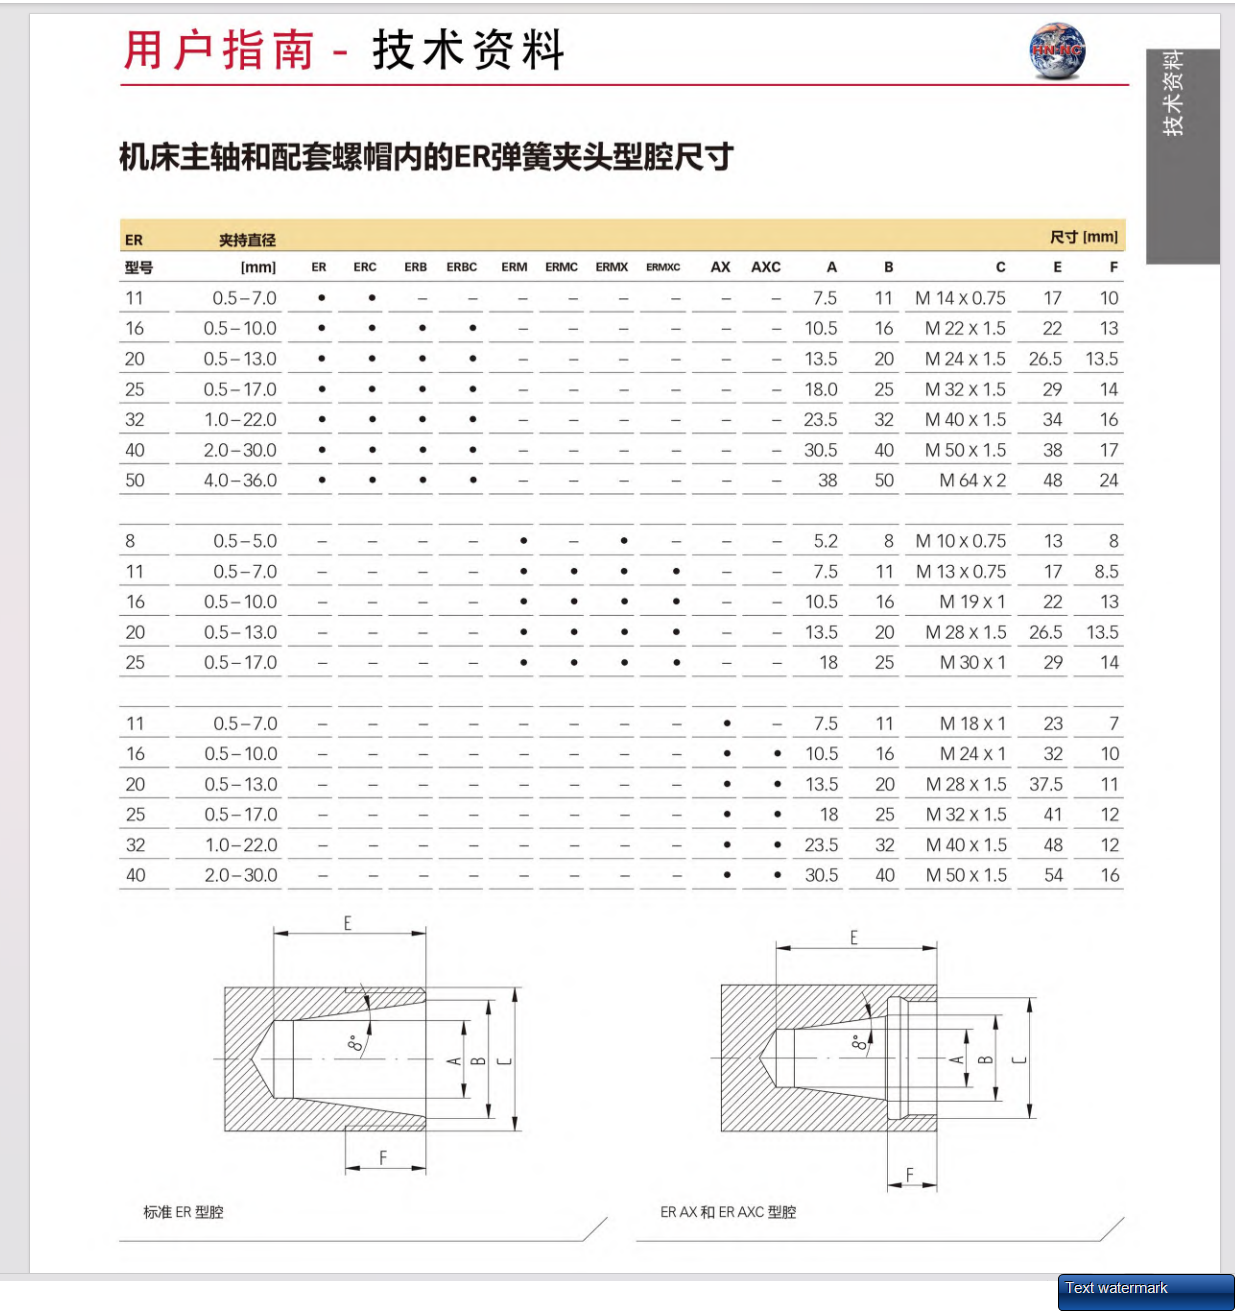 用户指南 - 技术资料
HN-NC
技术资料
机床主轴和配套螺帽内的ER弹簧夹头型腔尺寸
ER 夹持直径 尺寸 [mm]
型号 [mm] ER ERC ERB ERBC ERM ERMC ERMX ERMXC AX AXC A B C E F
11 0.5–7.0 • • – – – – – – – – 7.5 11 M 14 x 0.75 17 10
16 0.5–10.0 • • • • – – – – – – 10.5 16 M 22 x 1.5 22 13
20 0.5–13.0 • • • • – – – – – – 13.5 20 M 24 x 1.5 26.5 13.5
25 0.5–17.0 • • • • – – – – – – 18.0 25 M 32 x 1.5 29 14
32 1.0–22.0 • • • • – – – – – – 23.5 32 M 40 x 1.5 34 16
40 2.0–30.0 • • • • – – – – – – 30.5 40 M 50 x 1.5 38 17
50 4.0–36.0 • • • • – – – – – – 38 50 M 64 x 2 48 24
8 0.5–5.0 – – – – • – • – – – 5.2 8 M 10 x 0.75 13 8
11 0.5–7.0 – – – – • • • • – – 7.5 11 M 13 x 0.75 17 8.5
16 0.5–10.0 – – – – • • • • – – 10.5 16 M 19 x 1 22 13
20 0.5–13.0 – – – – • • • • – – 13.5 20 M 28 x 1.5 26.5 13.5
25 0.5–17.0 – – – – • • • • – – 18 25 M 30 x 1 29 14
11 0.5–7.0 – – – – – – – – • – 7.5 11 M 18 x 1 23 7
16 0.5–10.0 – – – – – – – – • • 10.5 16 M 24 x 1 32 10
20 0.5–13.0 – – – – – – – – • • 13.5 20 M 28 x 1.5 37.5 11
25 0.5–17.0 – – – – – – – – • • 18 25 M 32 x 1.5 41 12
32 1.0–22.0 – – – – – – – – • • 23.5 32 M 40 x 1.5 48 12
40 2.0–30.0 – – – – – – – – • • 30.5 40 M 50 x 1.5 54 16
E
8°
A B C
F
标准 ER 型腔
E
8°
A B C
F
ER AX 和 ER AXC 型腔
Text watermark